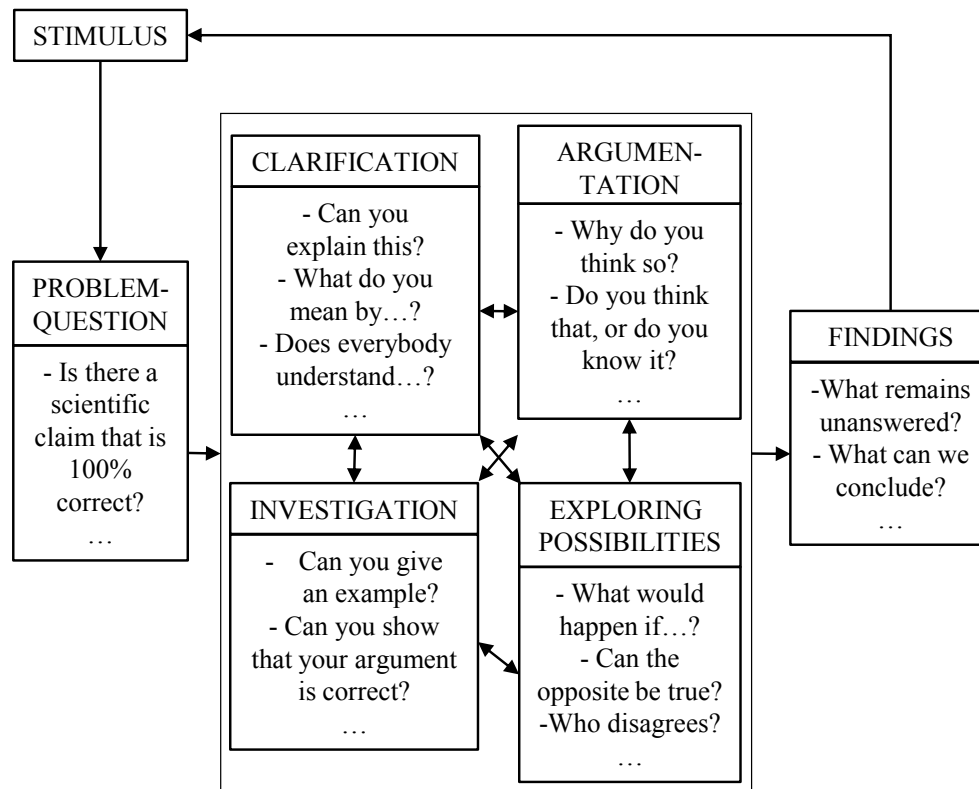 STIMULUS
PROBLEM-
QUESTION
- Is there a
scientific
claim that is
100%
correct?
…
CLARIFICATION
- Can you
explain this?
- What do you
mean by…?
- Does everybody
understand…?
…
ARGUMEN-
TATION
- Why do you
think so?
- Do you think
that, or do you
know it?
…
INVESTIGATION
- Can you give
an example?
- Can you show
that your argument
is correct?
…
EXPLORING
POSSIBILITIES
- What would
happen if…?
- Can the
opposite be true?
-Who disagrees?
…
FINDINGS
-What remains
unanswered?
- What can we
conclude?
…